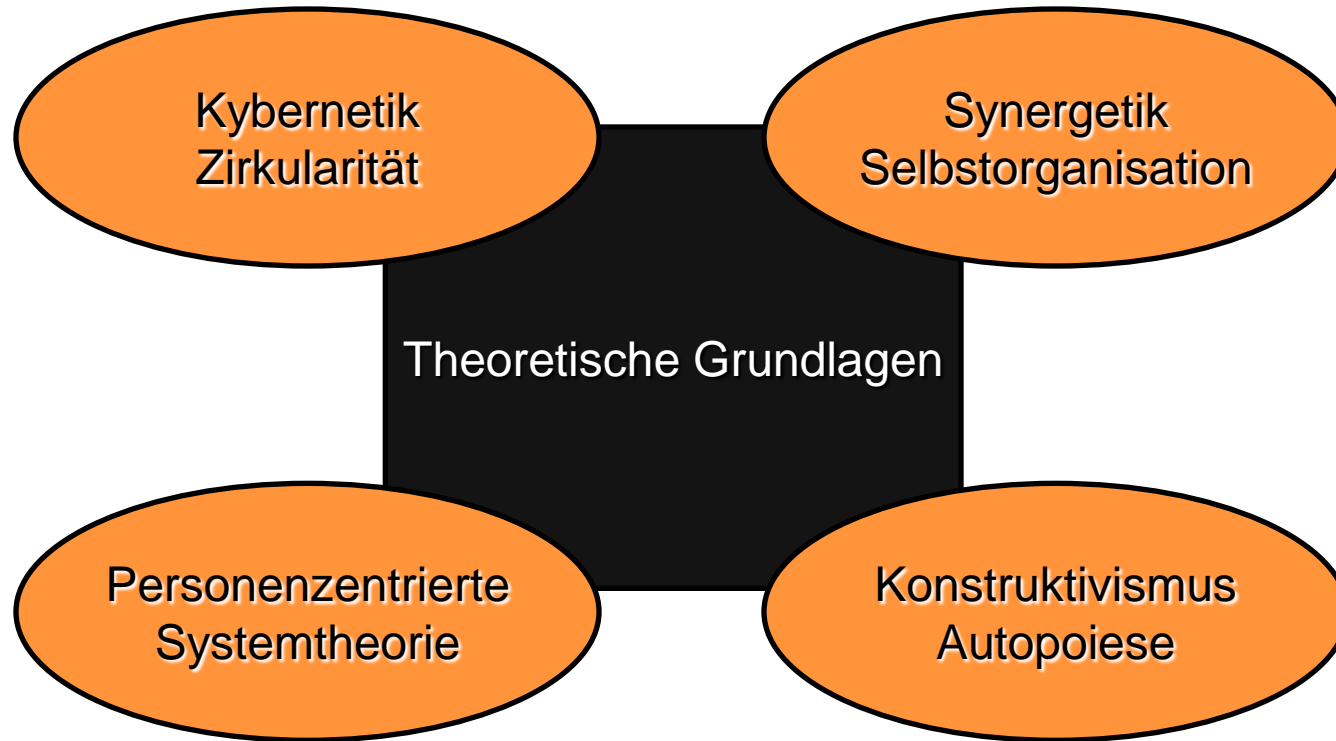 Kybernetik
Zirkularität
Synergetik
Selbstorganisation
Theoretische Grundlagen
Personenzentrierte
Systemtheorie
Konstruktivismus
Autopoiese